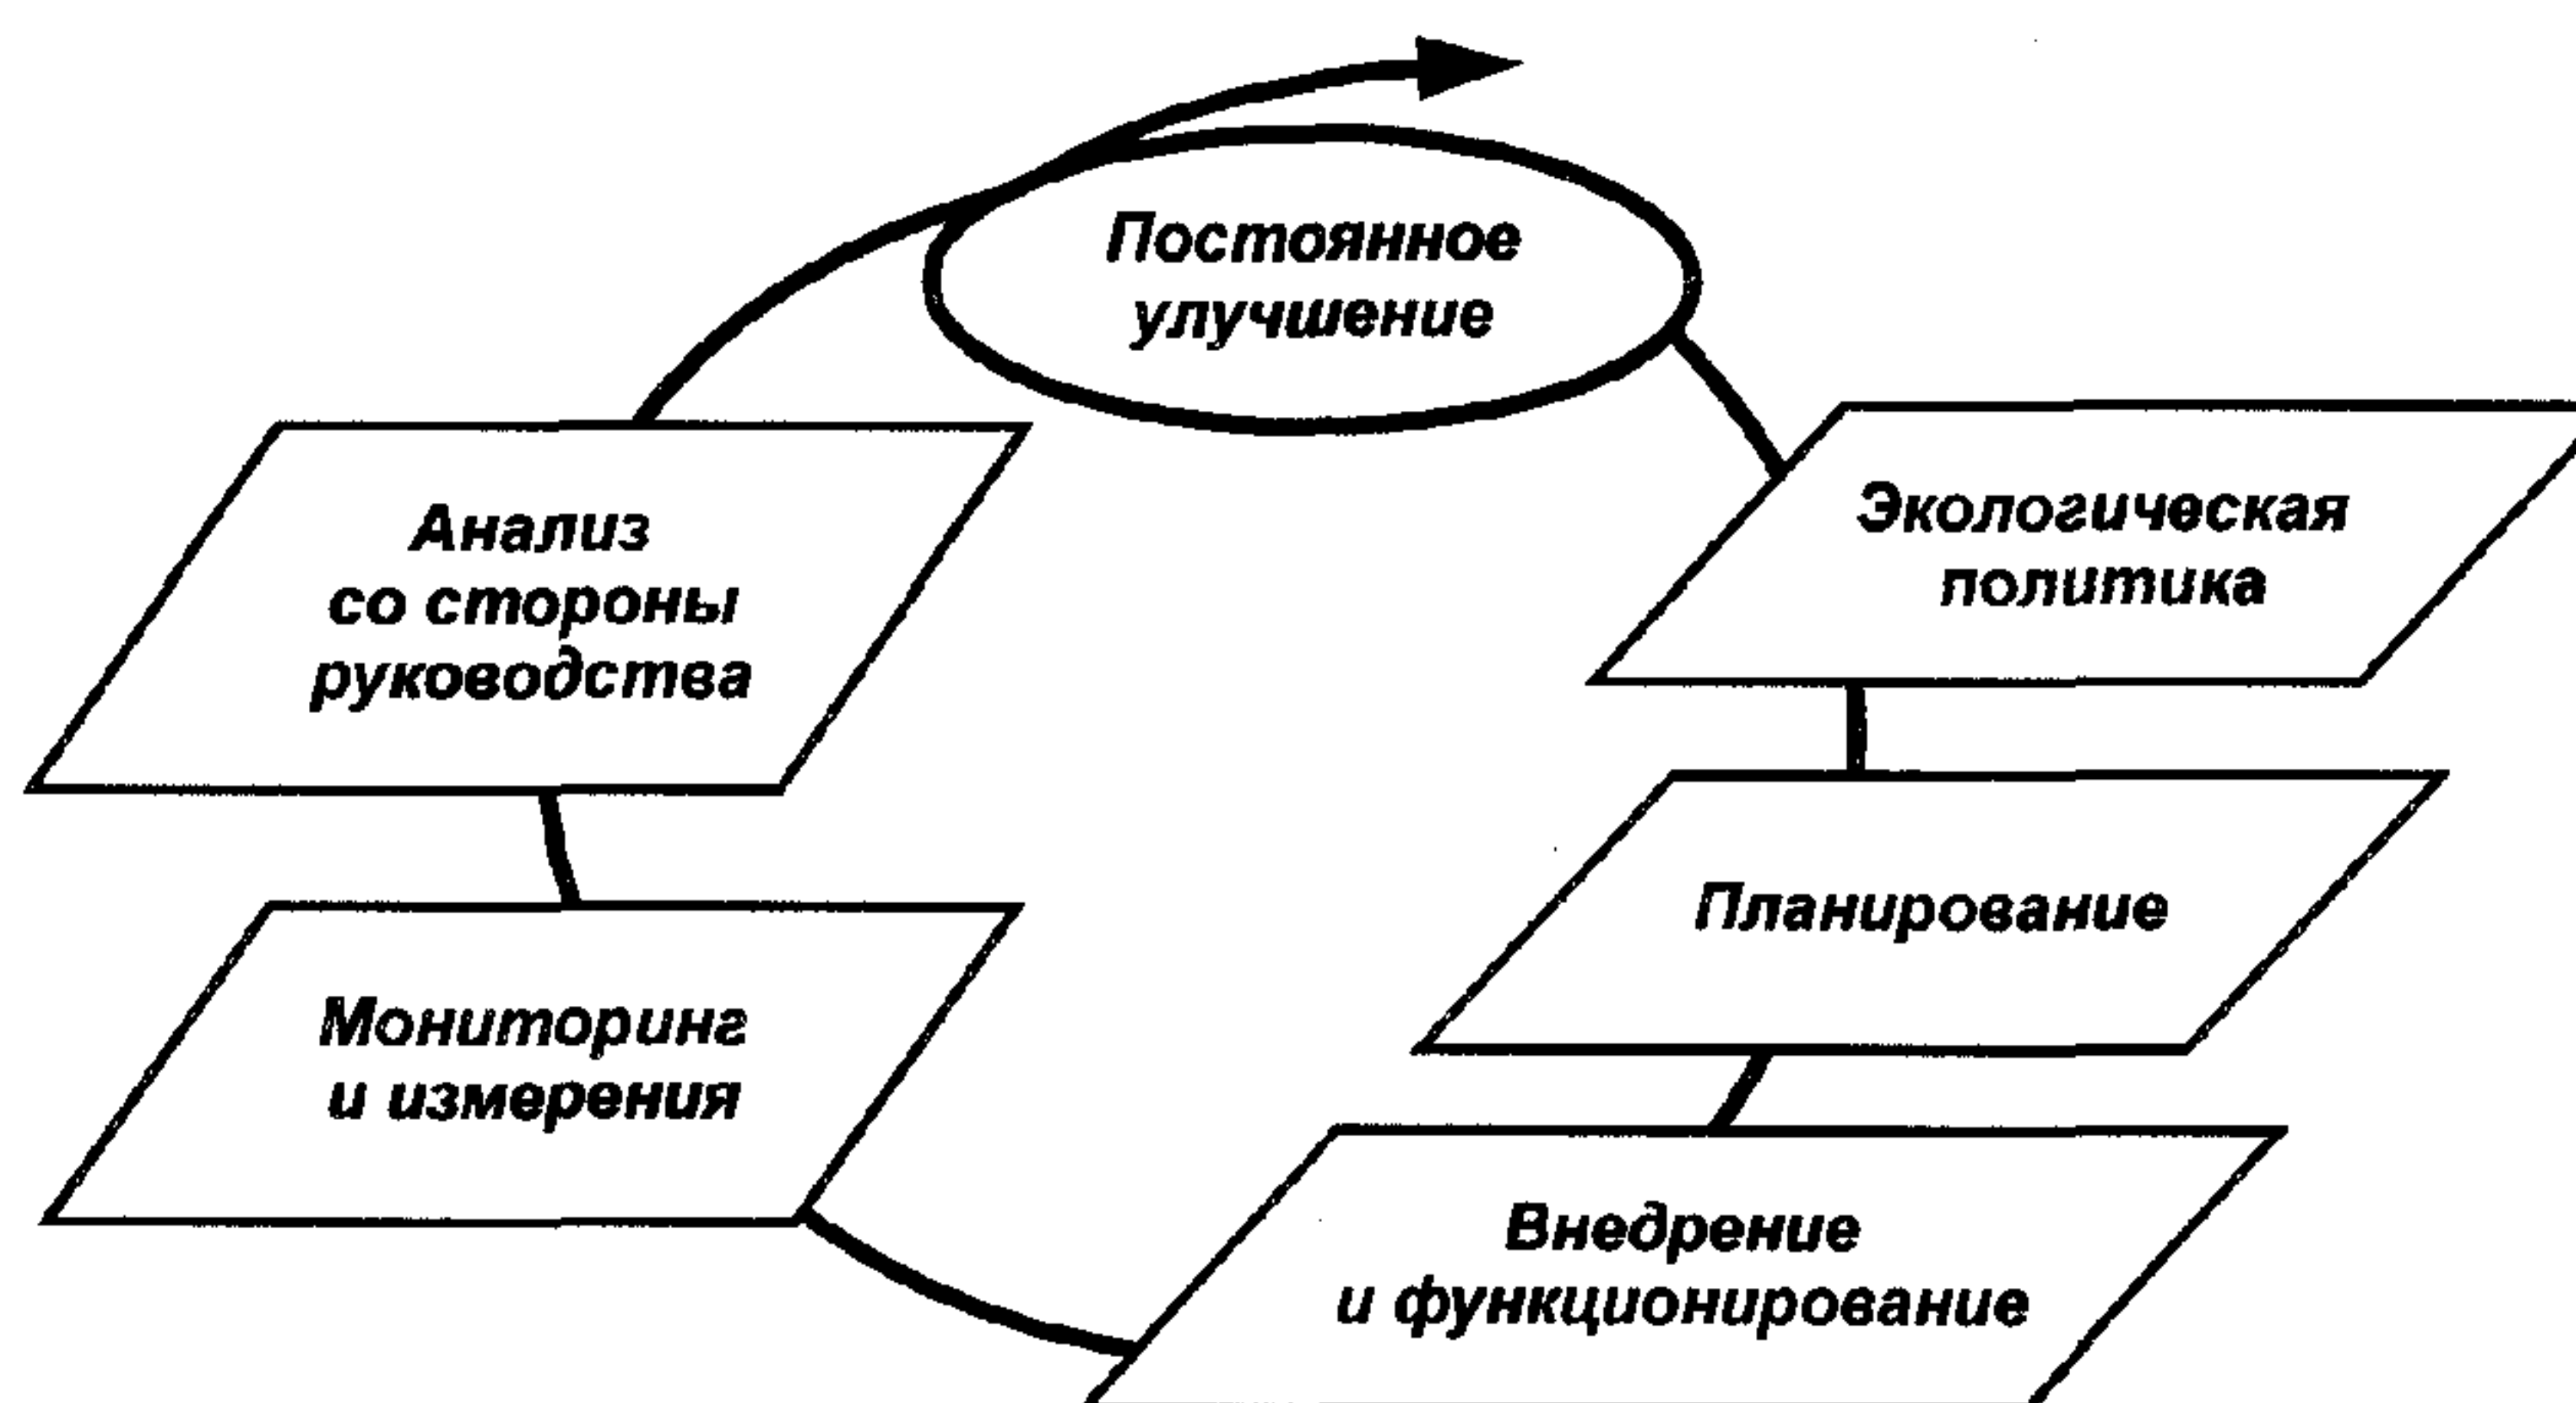 Постоянное
улучшение
Экологическая
политика
Планирование
Внедрение
и функционирование
Мониторинг
и измерения
Анализ
со стороны
руководства